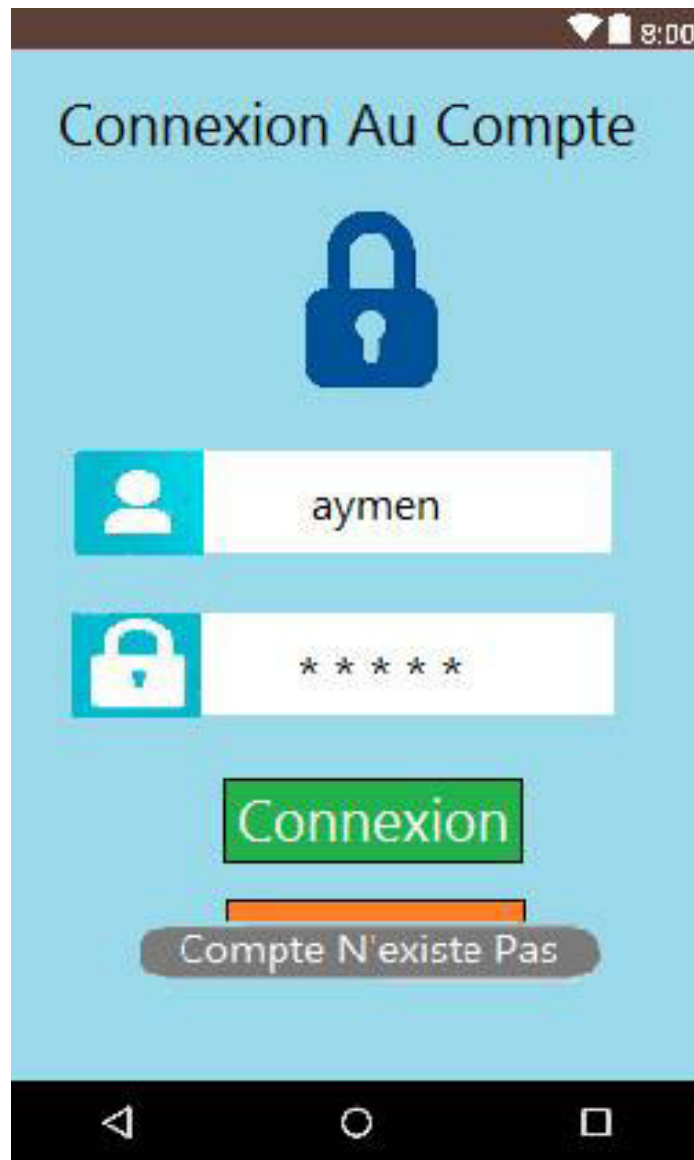 8:00
Connexion Au Compte
aymen
* * * * *
Connexion
Compte N'existe Pas